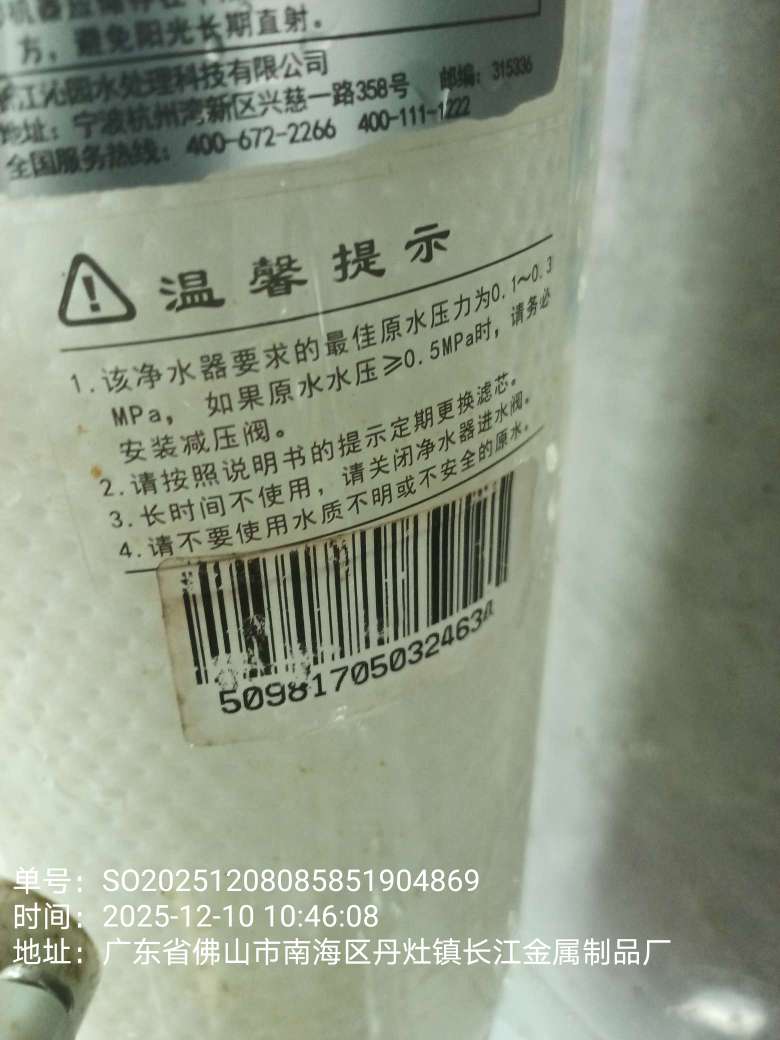 方，避免阳光长期直射。
江沁园水处理科技有限公司
地址：宁波杭州湾新区兴慈一路358号 邮编：315336
全国服务热线：400-672-2266 400-111-1222
温馨提示
1.该净水器要求的最佳原水压力为0.1～0.3
MPa，如果原水水压≥0.5MPa时，请务必
安装减压阀。
2.请按照说明书的提示定期更换滤芯。
3.长时间不使用，请关闭净水器进水阀。
4.请不要使用水质不明或不安全的原水。
509817050324630
单号：SO20251208085851904869
时间：2025-12-10 10:46:08
地址：广东省佛山市南海区丹灶镇长江金属制品厂